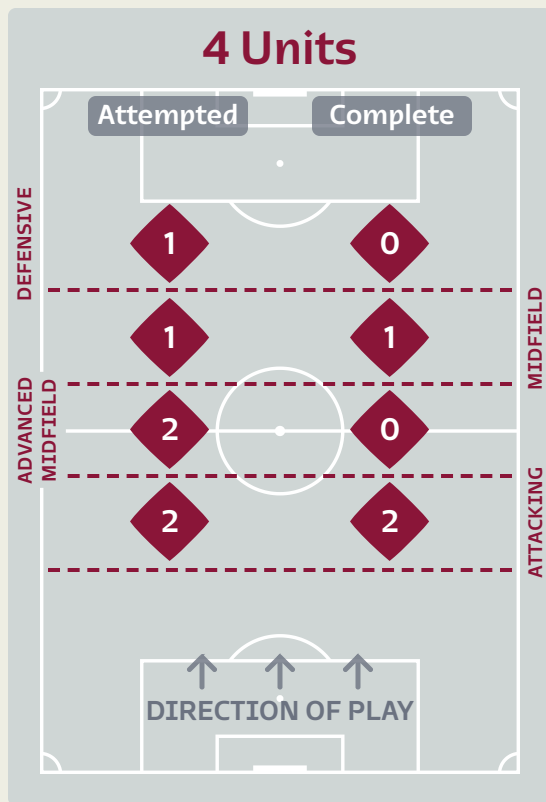 4 Units
Attempted
Complete
DEFENSIVE
1
0
MIDFIELD
1
1
ADVANCED
MIDFIELD
2
0
ATTACKING
2
2
DIRECTION OF PLAY